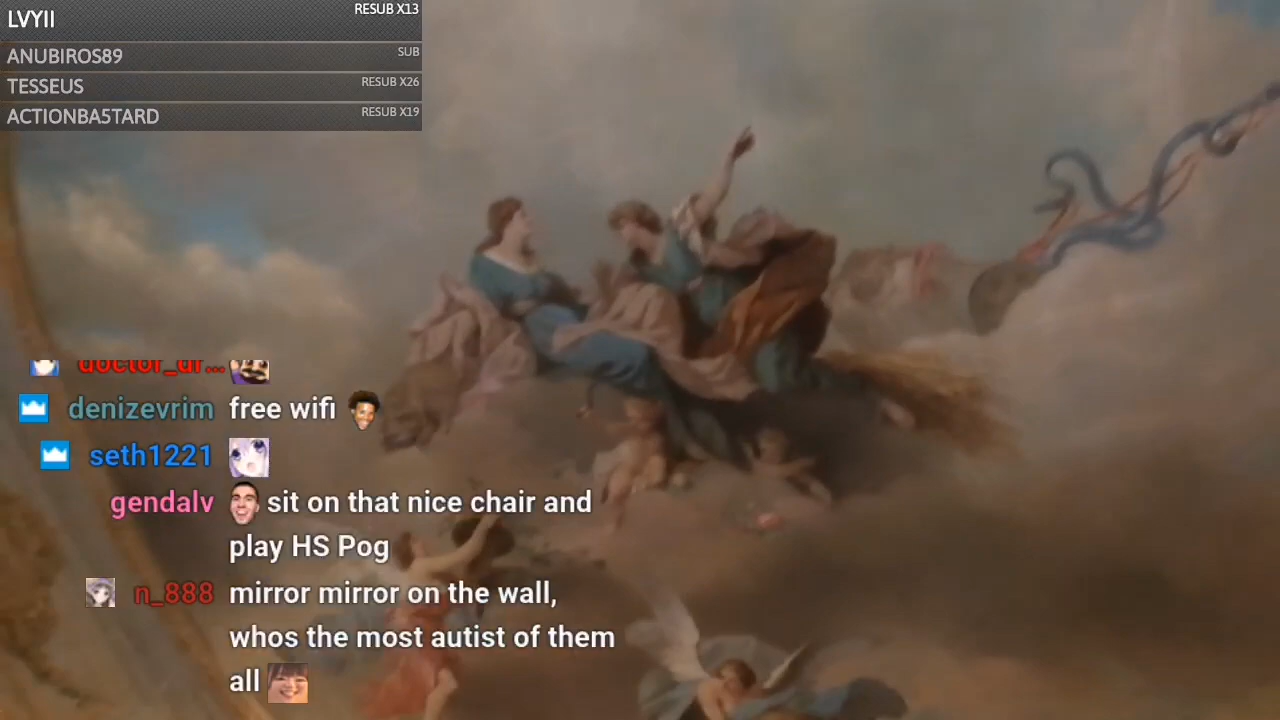 LVYII RESUB X13
ANUBIROS89 SUB
TESSEUS RESUB X26
ACTIONBA5TARD RESUB X19
denizevrim free wifi
seth1221
gendalv sit on that nice chair and
play HS Pog
n_888 mirror mirror on the wall,
whos the most autist of them
all